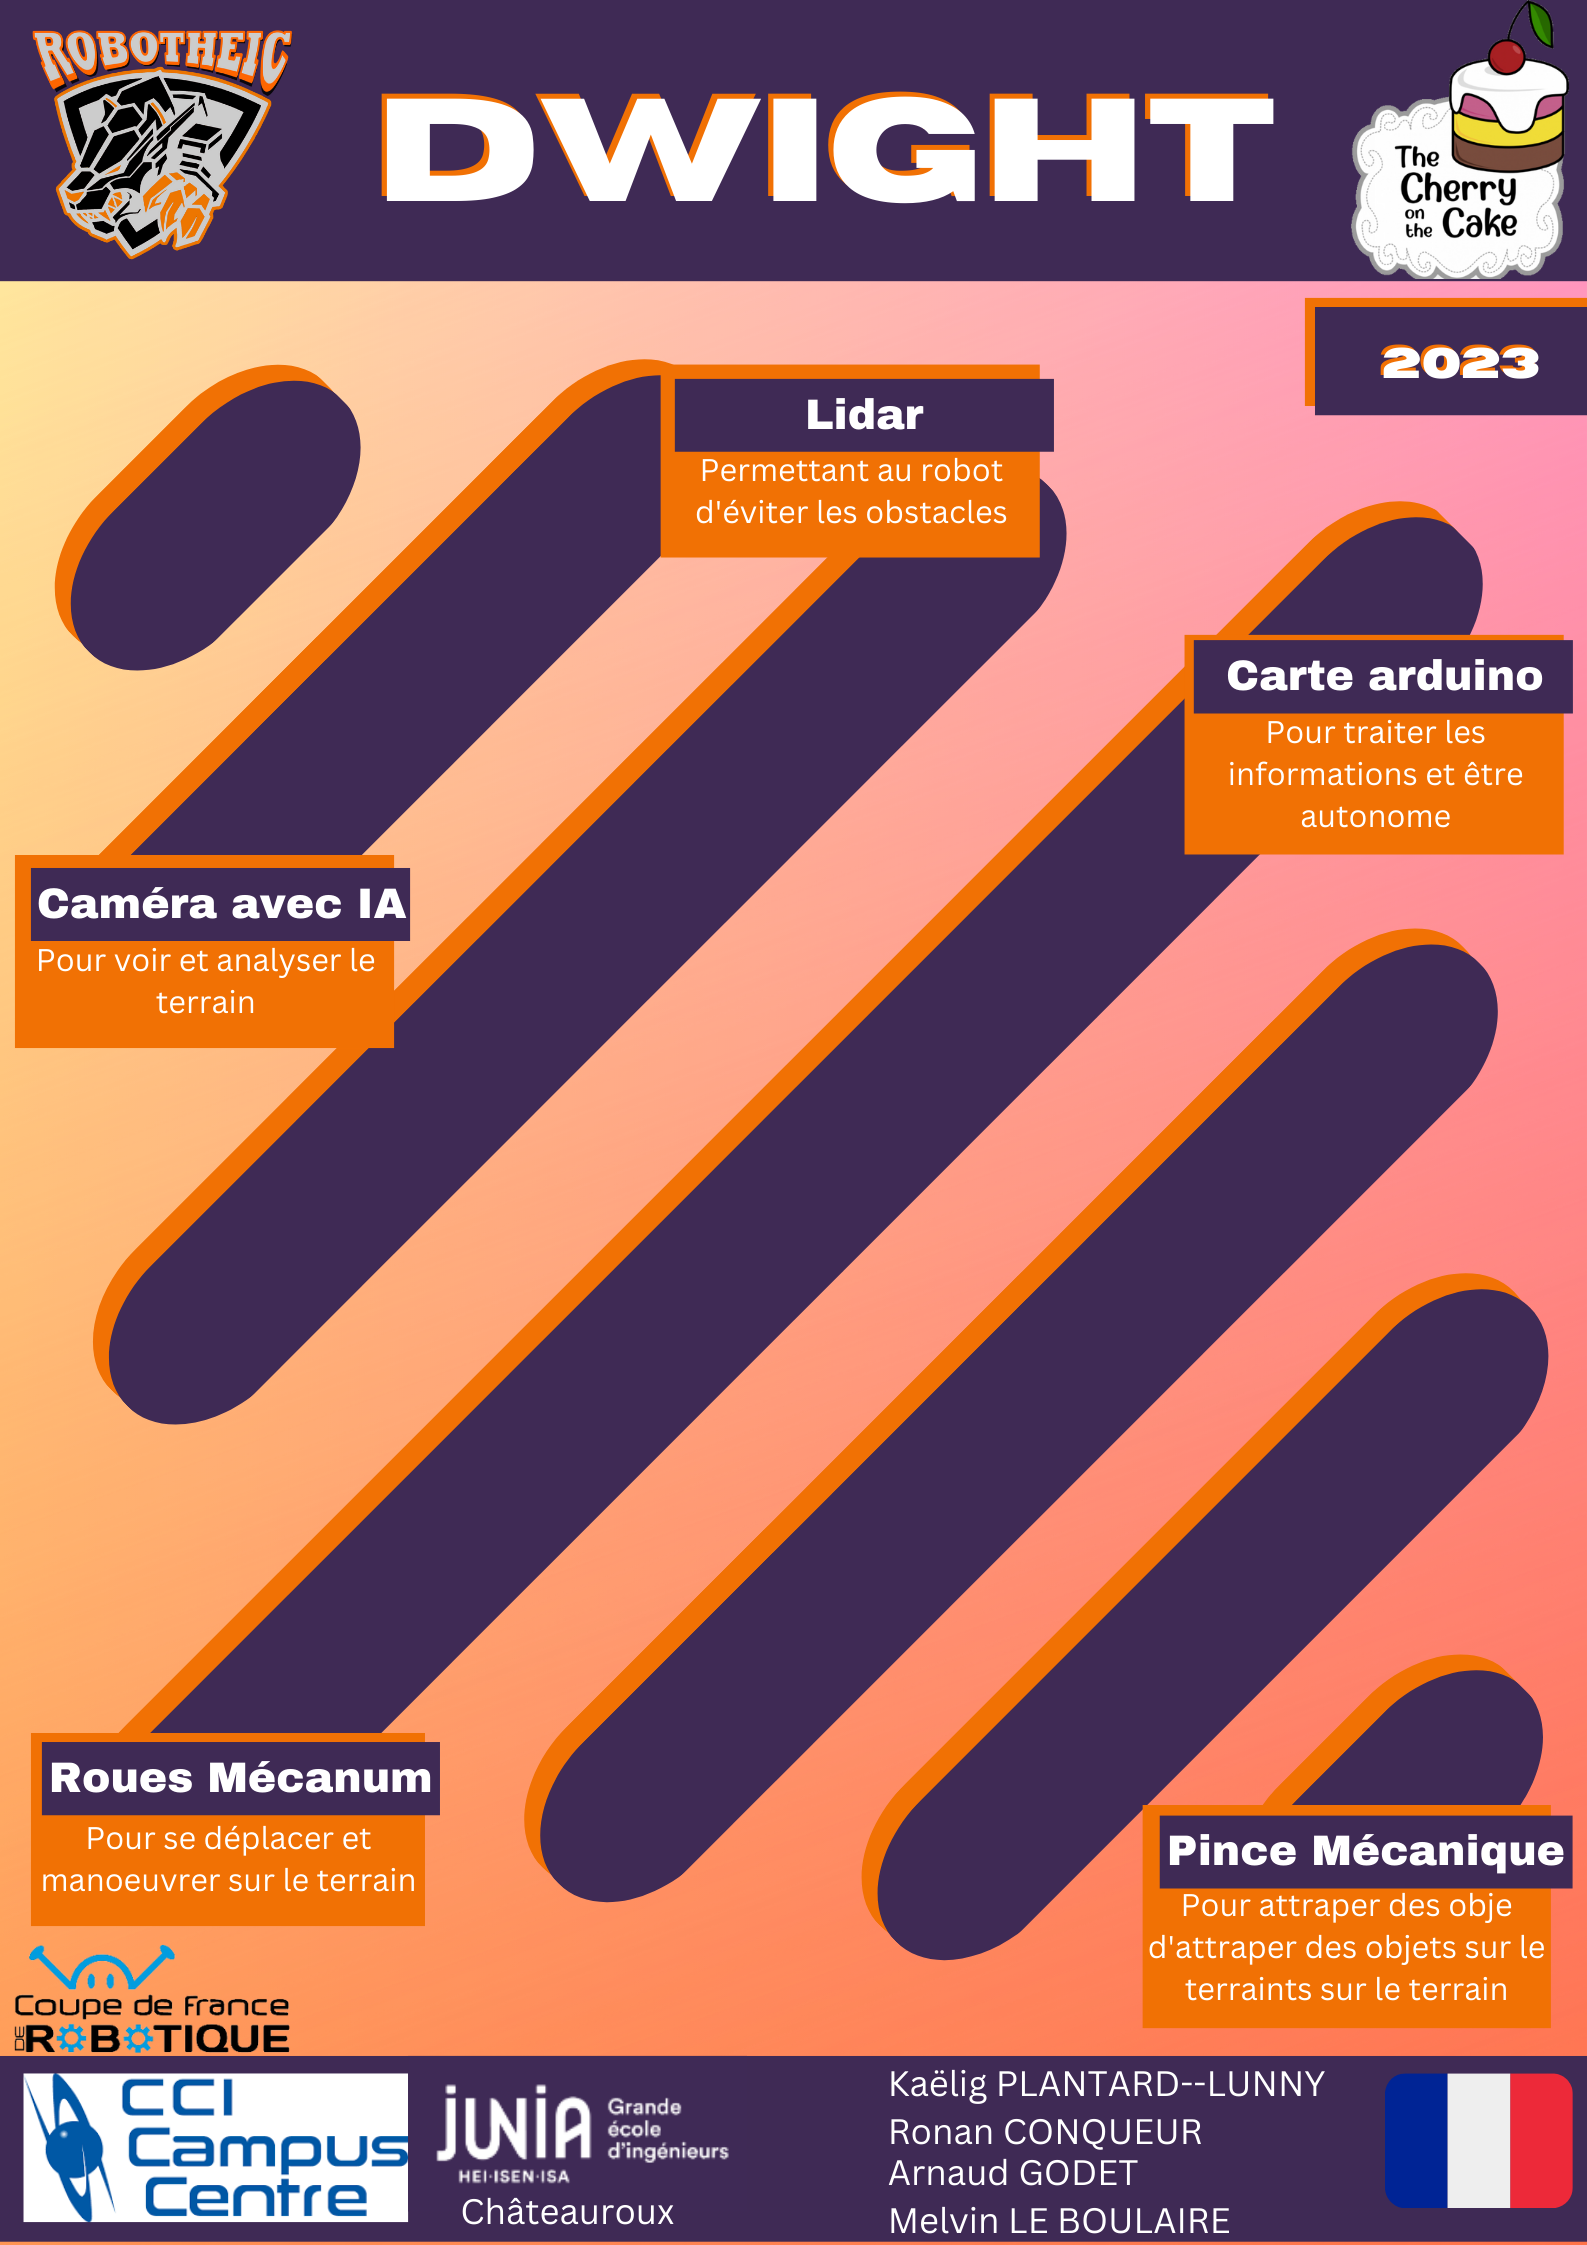 ROBOTHEIC
DWIGHT
The
Cherry
on
the Cake
2023
Lidar
Permettant au robot
d'éviter les obstacles
Carte arduino
Pour traiter les
informations et être
autonome
Caméra avec IA
Pour voir et analyser le
terrain
Roues Mécanum
Pour se déplacer et
manoeuvrer sur le terrain
Pince Mécanique
Pour attraper des obje
d'attraper des objets sur le
terraints sur le terrain
Coupe de France
DE ROBOTIQUE
CCI
Campus
Centre
JUNIA
HEI·ISEN·ISA
Grande
école
d'ingénieurs
Châteauroux
Kaëlig PLANTARD--LUNNY
Ronan CONQUEUR
Arnaud GODET
Melvin LE BOULAIRE